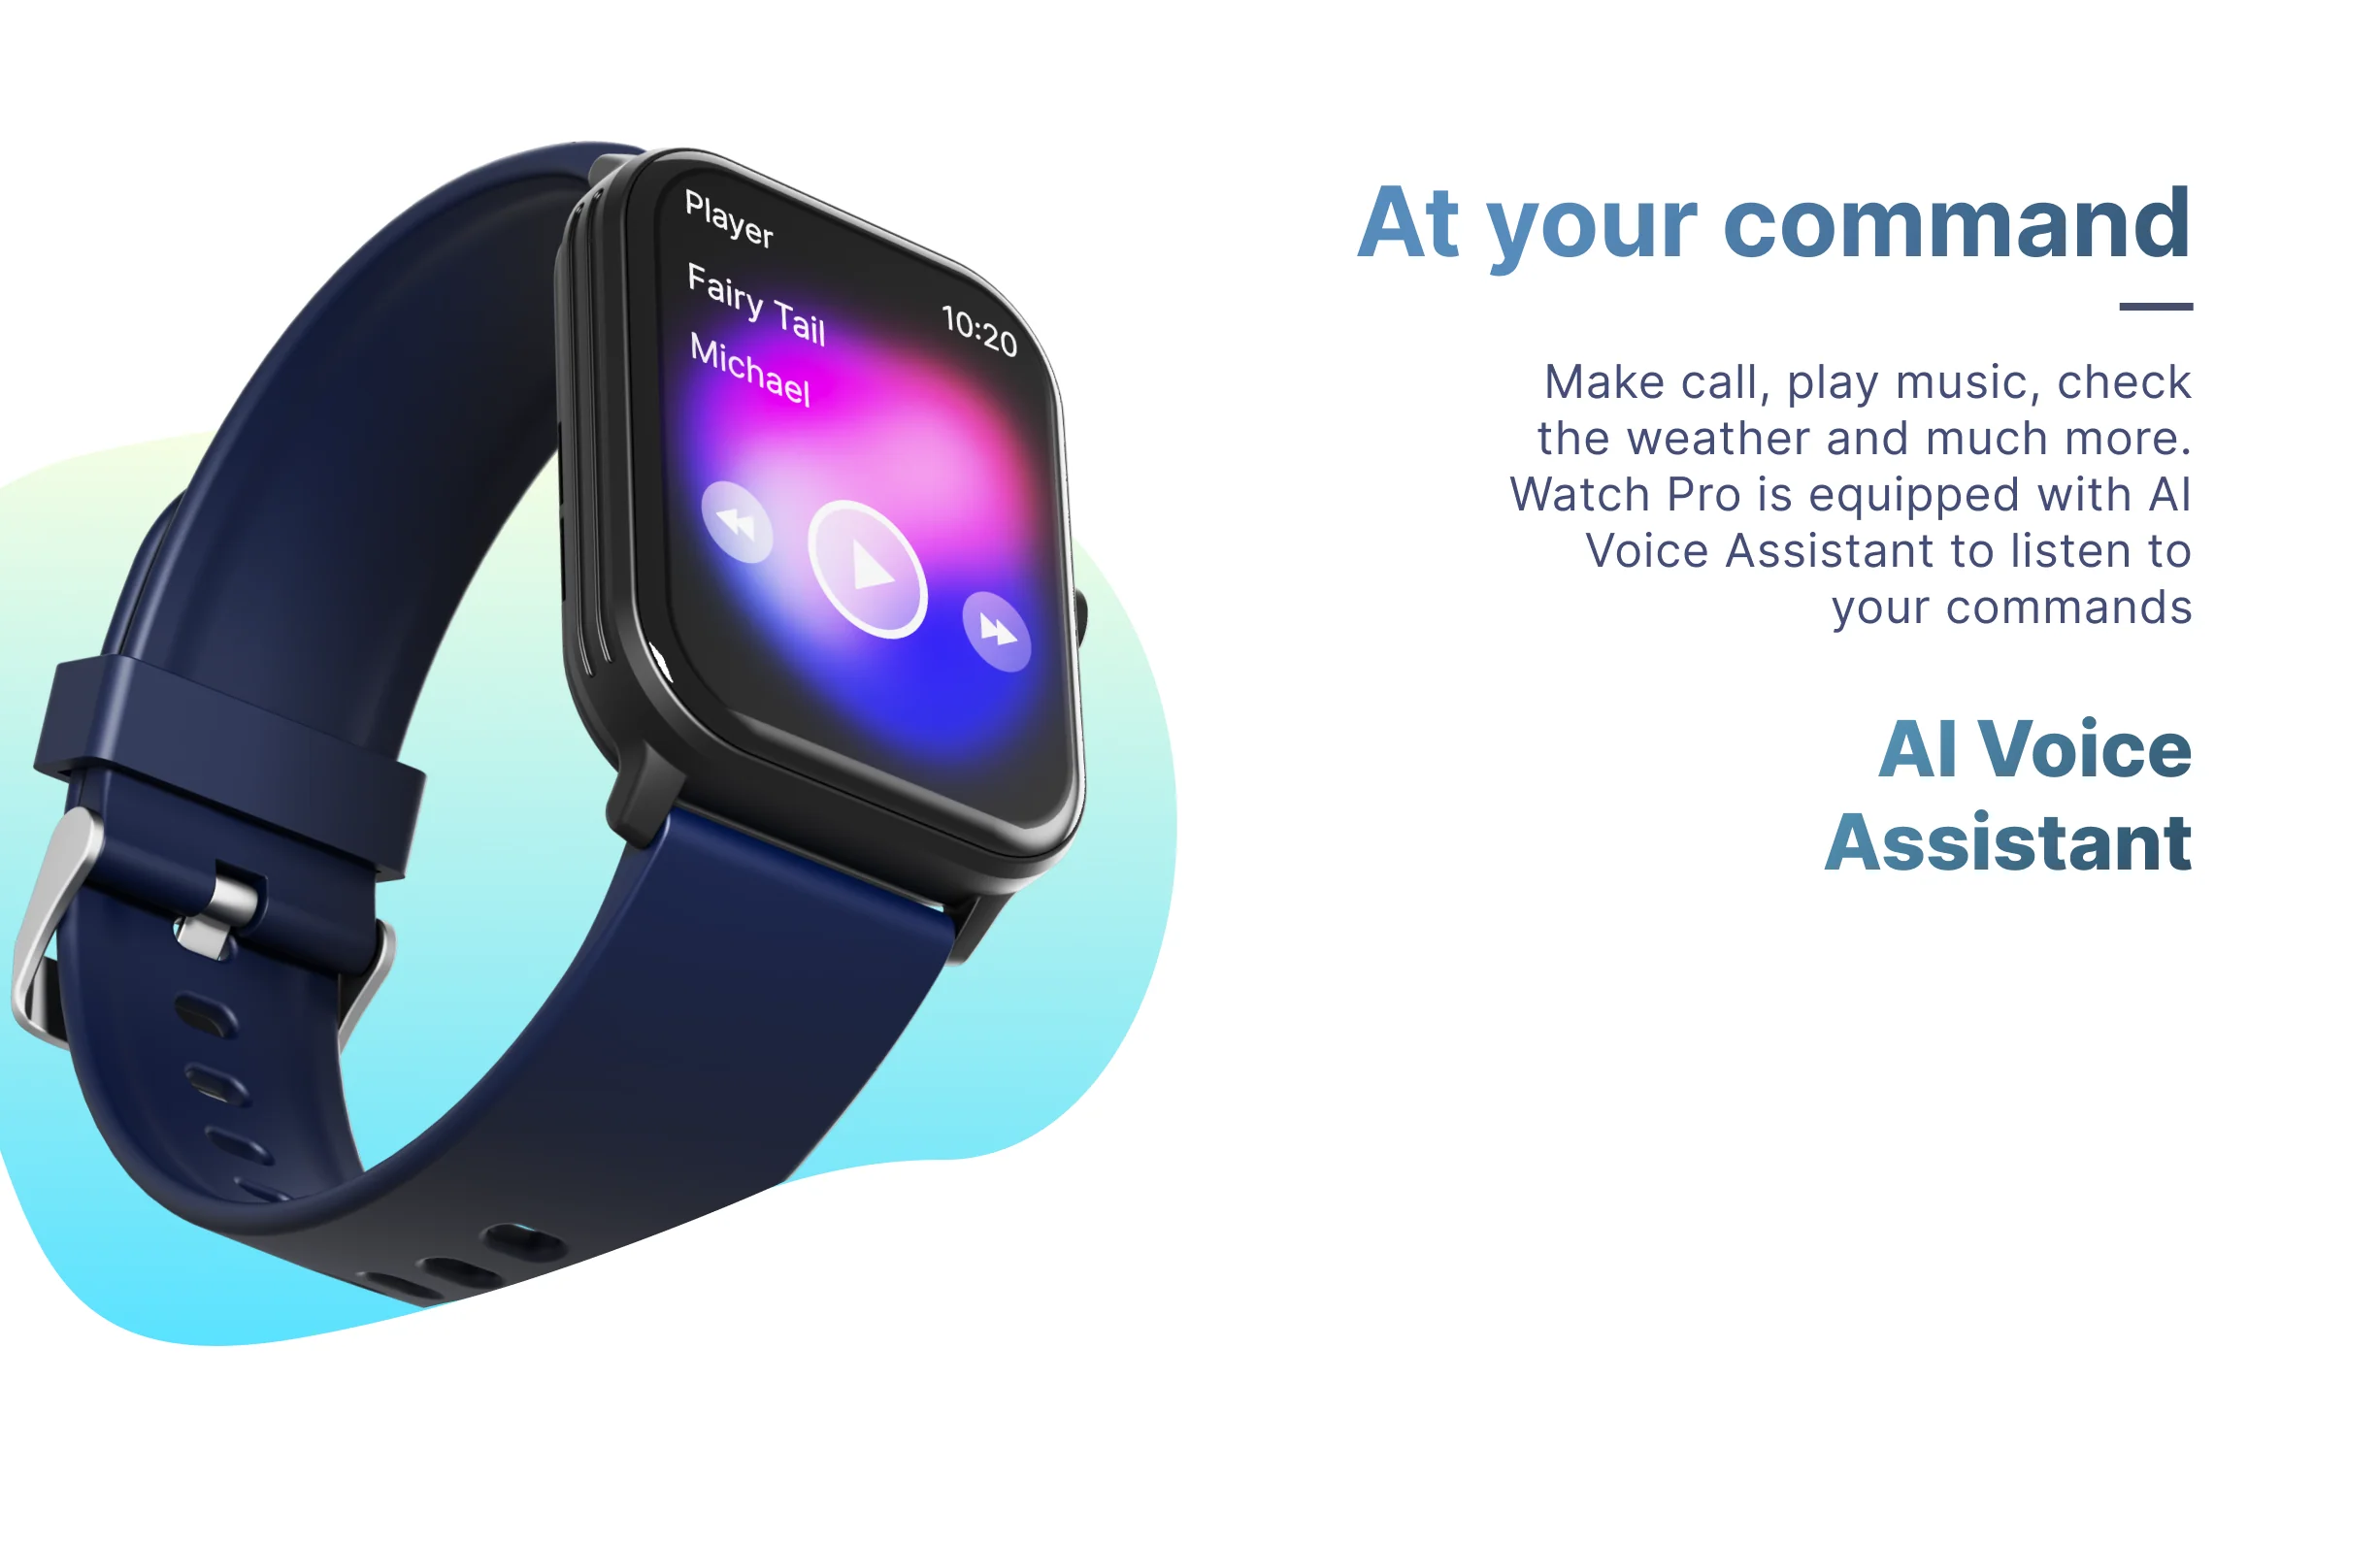 Player
Fairy Tail
Michael
10:20
At your command
Make call, play music, check
the weather and much more.
Watch Pro is equipped with AI
Voice Assistant to listen to
your commands
AI Voice
Assistant